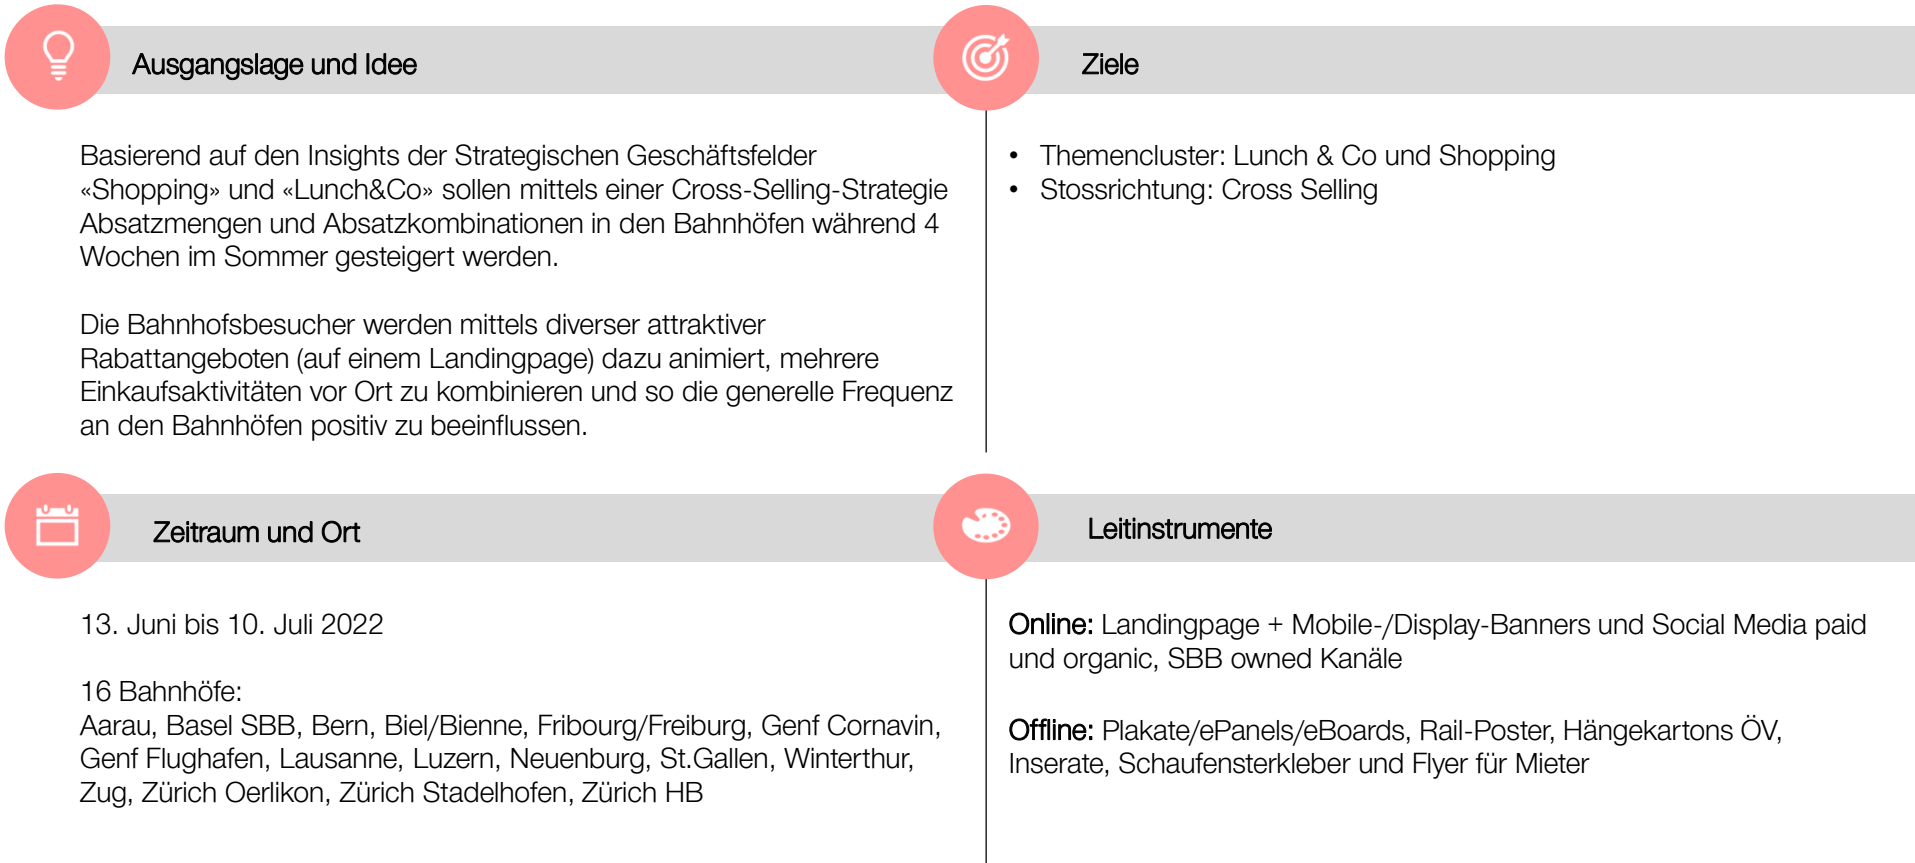 Ausgangslage und Idee
Basierend auf den Insights der Strategischen Geschäftsfelder
«Shopping» und «Lunch&Co» sollen mittels einer Cross-Selling-Strategie
Absatzmengen und Absatzkombinationen in den Bahnhöfen während 4
Wochen im Sommer gesteigert werden.
Die Bahnhofsbesucher werden mittels diverser attraktiver
Rabattangeboten (auf einem Landingpage) dazu animiert, mehrere
Einkaufsaktivitäten vor Ort zu kombinieren und so die generelle Frequenz
an den Bahnhöfen positiv zu beeinflussen.
Ziele
• Themencluster: Lunch & Co und Shopping
• Stossrichtung: Cross Selling
Zeitraum und Ort
13. Juni bis 10. Juli 2022
16 Bahnhöfe:
Aarau, Basel SBB, Bern, Biel/Bienne, Fribourg/Freiburg, Genf Cornavin,
Genf Flughafen, Lausanne, Luzern, Neuenburg, St.Gallen, Winterthur,
Zug, Zürich Oerlikon, Zürich Stadelhofen, Zürich HB
Leitinstrumente
Online: Landingpage + Mobile-/Display-Banners und Social Media paid
und organic, SBB owned Kanäle
Offline: Plakate/ePanels/eBoards, Rail-Poster, Hängekartons ÖV,
Inserate, Schaufensterkleber und Flyer für Mieter